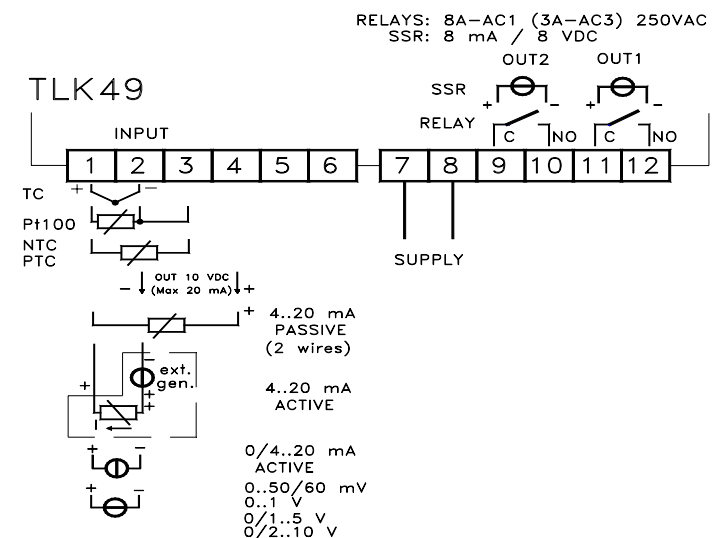 RELAYS: 8A-AC1 (3A-AC3) 250VAC
SSR: 8 mA / 8 VDC
OUT2 OUT1
TLK49
SSR
+ - + -
RELAY
C NO C NO
INPUT
1 2 3 4 5 6 7 8 9 10 11 12
TC + -
Pt100
NTC
PTC
SUPPLY
OUT 10 VDC
- (Max 20 mA) +
+ 4..20 mA
PASSIVE
(2 wires)
-
ext.
gen.
+ +
+
4..20 mA
ACTIVE
I
+ - 0/4..20 mA
ACTIVE
+ - 0..50/60 mV
0..1 V
0/1..5 V
0/2..10 V